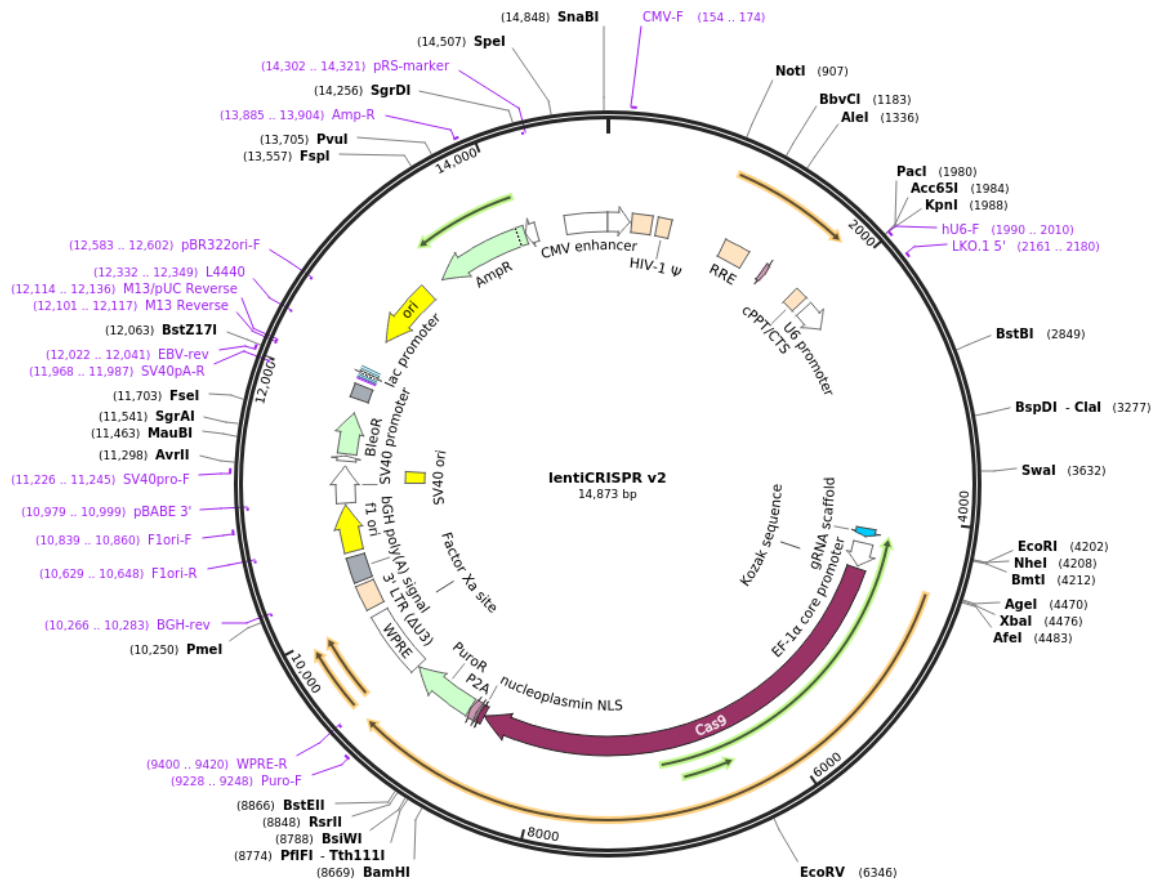 (14,848) SnaBI
CMV-F (154 .. 174)
(14,507) SpeI
(14,302 .. 14,321) pRS-marker
(14,256) SgrDI
(13,885 .. 13,904) Amp-R
(13,705) PvuI
(13,557) FspI
14,000
NotI (907)
BbvCI (1183)
AleI (1336)
PacI (1980)
Acc65I (1984)
KpnI (1988)
hU6-F (1990 .. 2010)
LKO.1 5' (2161 .. 2180)
2000
(12,583 .. 12,602) pBR322ori-F
(12,332 .. 12,349) L4440
(12,114 .. 12,136) M13/pUC Reverse
(12,101 .. 12,117) M13 Reverse
(12,063) BstZ17I
(12,022 .. 12,041) EBV-rev
(11,968 .. 11,987) SV40pA-R
12,000
(11,703) FseI
(11,541) SgrAI
(11,463) MauBI
(11,298) AvrII
(11,226 .. 11,245) SV40pro-F
(10,979 .. 10,999) pBABE 3'
(10,839 .. 10,860) F1ori-F
(10,629 .. 10,648) F1ori-R
(10,266 .. 10,283) BGH-rev
(10,250) PmeI
10,000
BstBI (2849)
BspDI - ClaI (3277)
SwaI (3632)
4000
EcoRI (4202)
NheI (4208)
BmtI (4212)
AgeI (4470)
XbaI (4476)
AfeI (4483)
AmpR
CMV enhancer
HIV-1 Ψ
RRE
cPPT/CTS
U6 promoter
ori
lac promoter
SV40 promoter
BleoR
SV40 ori
f1 ori
bGH poly(A) signal
3' LTR (ΔU3)
Factor Xa site
lentiCRISPR v2
14,873 bp
Kozak sequence
gRNA scaffold
EF-1α core promoter
WPRE
PuroR
P2A
nucleoplasmin NLS
Cas9
(9400 .. 9420) WPRE-R
(9228 .. 9248) Puro-F
(8866) BstEII
(8848) RsrII
(8788) BsiWI
(8774) PflFI - Tth111I
(8669) BamHI
8000
6000
EcoRV (6346)